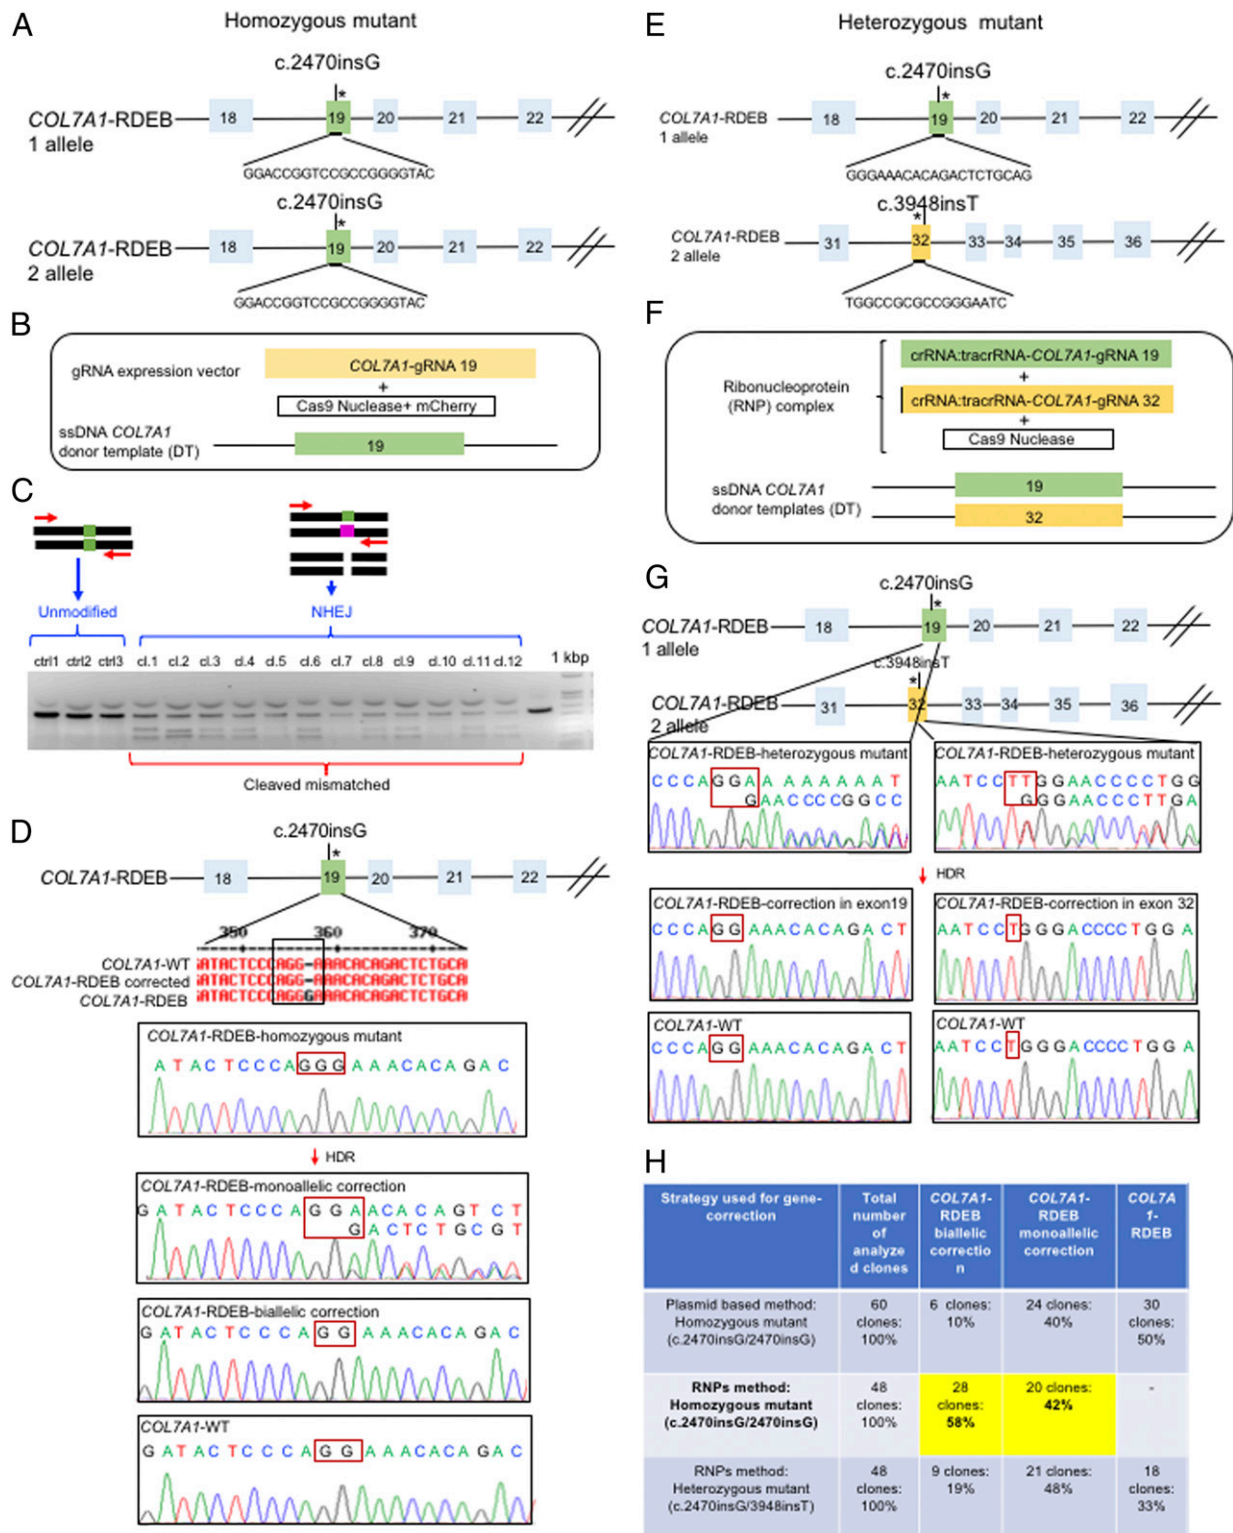 A
Homozygous mutant
c.2470insG
*
COL7A1-RDEB
1 allele
18
19
20
21
22
GGACCGGTCCGCCGGGGTAC
c.2470insG
*
COL7A1-RDEB
2 allele
18
19
20
21
22
GGACCGGTCCGCCGGGGTAC
B
gRNA expression vector
COL7A1-gRNA 19
+
Cas9 Nuclease+ mCherry
ssDNA COL7A1
donor template (DT)
19
C
Unmodified
NHEJ
ctrl1 ctrl2 ctrl3 cl.1 cl.2 cl.3 cl.4 cl.5 cl.6 cl.7 cl.8 cl.9 cl.10 cl.11 cl.12 1 kbp
Cleaved mismatched
D
c.2470insG
*
COL7A1-RDEB
18
19
20
21
22
350 360 370
COL7A1-WT
GATACTCCCAGG-AAACACAGACTCTGCA
COL7A1-RDEB corrected
GATACTCCCAGG-AAACACAGACTCTGCA
COL7A1-RDEB
GATACTCCCAGGGAAACACAGACTCTGCA
COL7A1-RDEB-homozygous mutant
A T A C T C C C A G G G A A A C A C A G A C
HDR
COL7A1-RDEB-monoallelic correction
G A T A C T C C C A G G A A C A C A G T C T
G A C T C T G C G T
COL7A1-RDEB-biallelic correction
G A T A C T C C C A G G A A A C A C A G A C
COL7A1-WT
G A T A C T C C C A G G A A A C A C A G A C
E
Heterozygous mutant
c.2470insG
*
COL7A1-RDEB
1 allele
18
19
20
21
22
GGGAAACACAGACTCTGCAG
c.3948insT
*
COL7A1-RDEB
2 allele
31
32
33
34
35
36
TGGCCGCGCCGGGAATC
F
Ribonucleoprotein
(RNP) complex
crRNA:tracrRNA-COL7A1-gRNA 19
+
crRNA:tracrRNA-COL7A1-gRNA 32
+
Cas9 Nuclease
ssDNA COL7A1
donor templates (DT)
19
32
G
c.2470insG
*
COL7A1-RDEB
1 allele
18
19
20
21
22
c.3948insT
*
COL7A1-RDEB
2 allele
31
32
33
34
35
36
COL7A1-RDEB-heterozygous mutant
C C C A G G A A A A A A A T
G A A C C C C G G C C
COL7A1-RDEB-heterozygous mutant
A A T C C T T G G A A C C C C T G G
G G G A A C C C T T G A
HDR
COL7A1-RDEB-correction in exon19
C C C A G G A A A C A C A G A C T
COL7A1-RDEB-correction in exon 32
A A T C C T G G G A C C C C T G G A
COL7A1-WT
C C C A G G A A A C A C A G A C T
COL7A1-WT
A A T C C T G G G A C C C C T G G A
H
Strategy used for gene-
correction
Total
number
of
analyze
d clones
COL7A1-
RDEB
biallelic
correctio
n
COL7A1-
RDEB
monoallelic
correction
COL7A
1-
RDEB
Plasmid based method:
Homozygous mutant
(c.2470insG/2470insG)
60
clones:
100%
6 clones:
10%
24 clones:
40%
30
clones:
50%
RNPs method:
Homozygous mutant
(c.2470insG/2470insG)
48
clones:
100%
28
clones:
58%
20 clones:
42%
-
RNPs method:
Heterozygous mutant
(c.2470insG/3948insT)
48
clones:
100%
9 clones:
19%
21 clones:
48%
18
clones:
33%